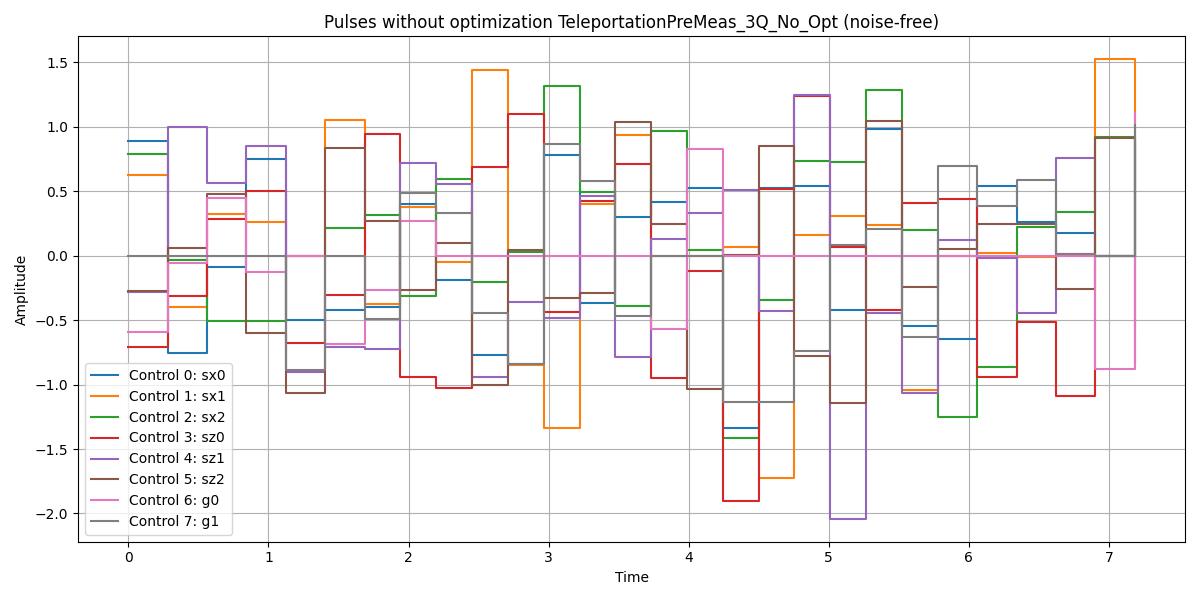 Pulses without optimization TeleportationPreMeas_3Q_No_Opt (noise-free)
1.5
1.0
0.5
0.0
−0.5
−1.0
−1.5
−2.0
Amplitude
Control 0: sx0
Control 1: sx1
Control 2: sx2
Control 3: sz0
Control 4: sz1
Control 5: sz2
Control 6: g0
Control 7: g1
0 1 2 3 4 5 6 7
Time